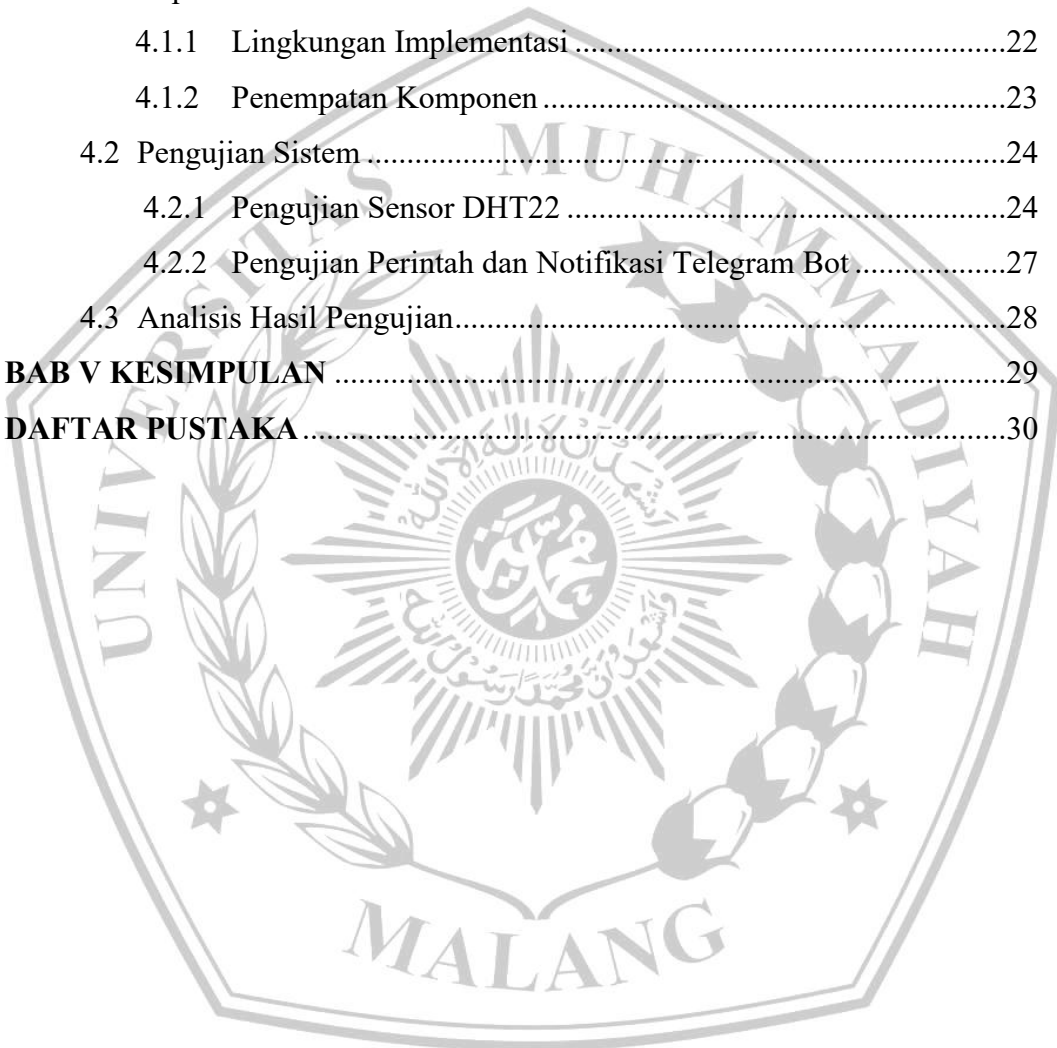 4.1.1 Lingkungan Implementasi ......................................................22
4.1.2 Penempatan Komponen ..........................................................23
4.2 Pengujian Sistem ....................................................................................24
4.2.1 Pengujian Sensor DHT22 .......................................................24
4.2.2 Pengujian Perintah dan Notifikasi Telegram Bot ...................27
4.3 Analisis Hasil Pengujian.........................................................................28
BAB V KESIMPULAN ........................................................................................29
DAFTAR PUSTAKA ............................................................................................30
UNIVERSITAS MUHAMMADIYAH
MALANG